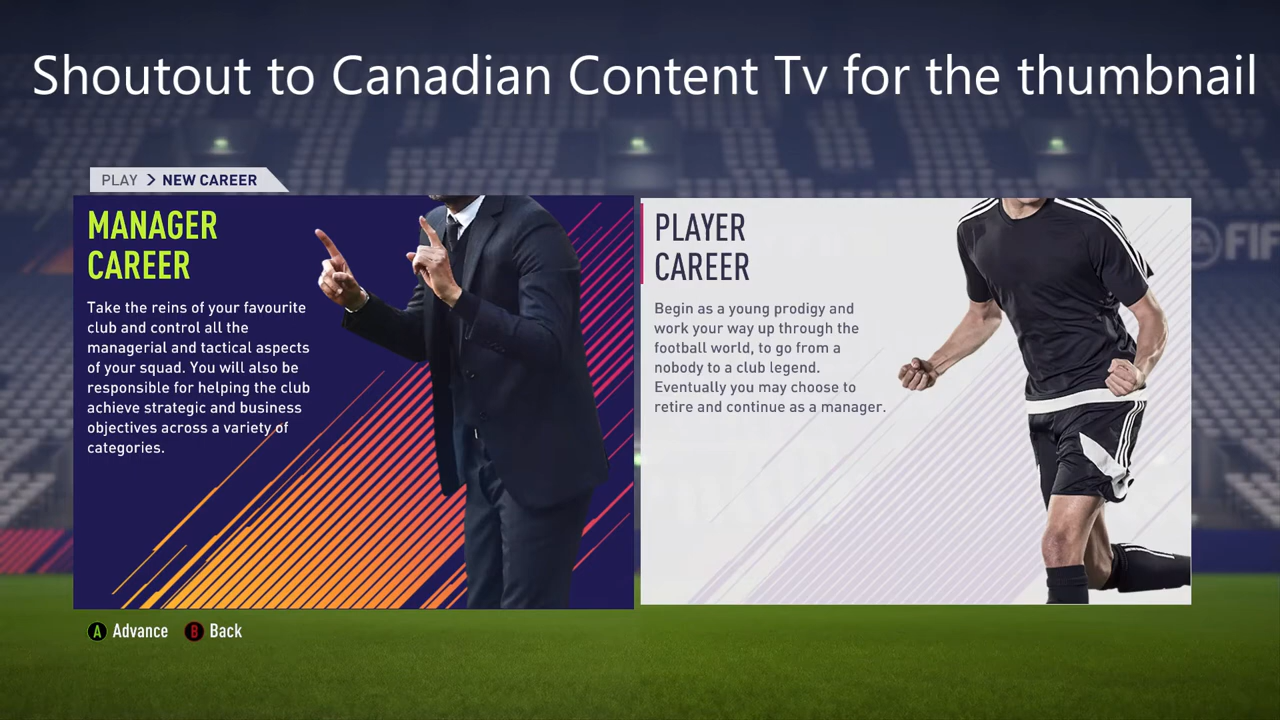 Shoutout to Canadian Content Tv for the thumbnail
PLAY > NEW CAREER
MANAGER
CAREER
Take the reins of your favourite
club and control all the
managerial and tactical aspects
of your squad. You will also be
responsible for helping the club
achieve strategic and business
objectives across a variety of
categories.
PLAYER
CAREER
Begin as a young prodigy and
work your way up through the
football world, to go from a
nobody to a club legend.
Eventually you may choose to
retire and continue as a manager.
FIF
A Advance B Back